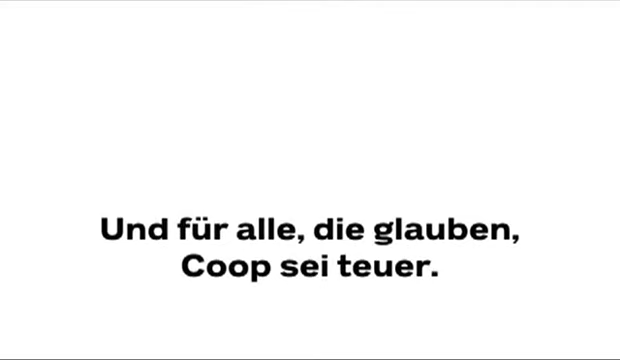 Und für alle, die glauben,
Coop sei teuer.